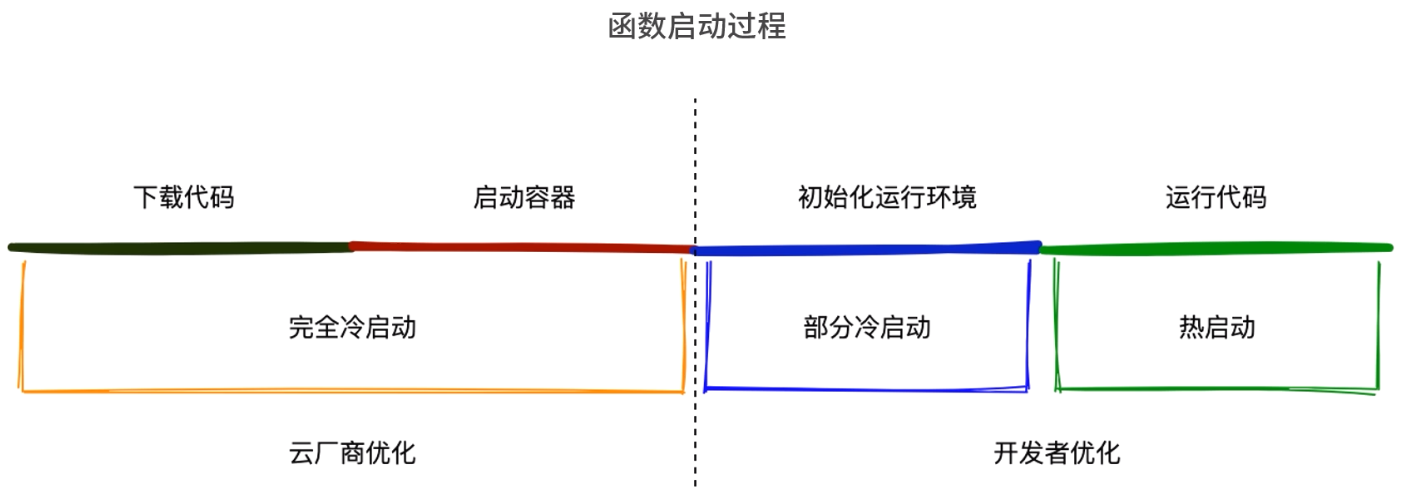 函数启动过程
下载代码
启动容器
初始化运行环境
运行代码
完全冷启动
部分冷启动
热启动
云厂商优化
开发者优化